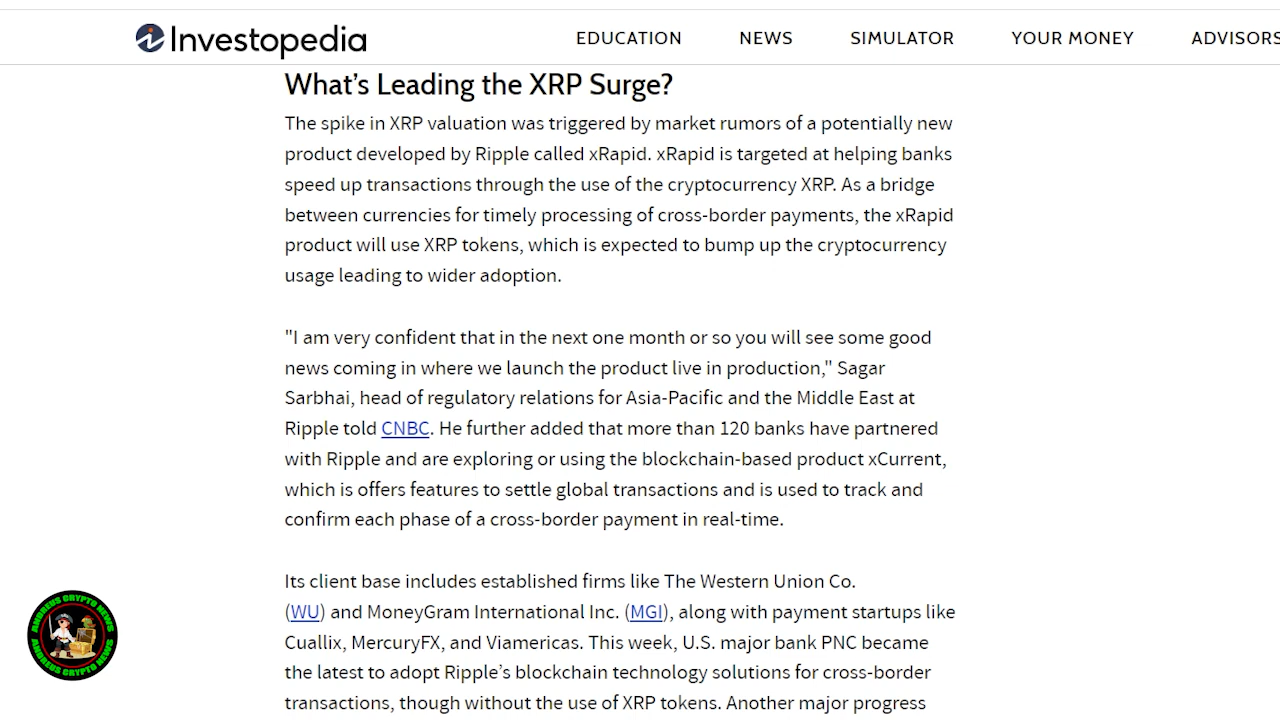 Investopedia
EDUCATION NEWS SIMULATOR YOUR MONEY ADVISORS
What's Leading the XRP Surge?
The spike in XRP valuation was triggered by market rumors of a potentially new
product developed by Ripple called xRapid. xRapid is targeted at helping banks
speed up transactions through the use of the cryptocurrency XRP. As a bridge
between currencies for timely processing of cross-border payments, the xRapid
product will use XRP tokens, which is expected to bump up the cryptocurrency
usage leading to wider adoption.
"I am very confident that in the next one month or so you will see some good
news coming in where we launch the product live in production," Sagar
Sarbhai, head of regulatory relations for Asia-Pacific and the Middle East at
Ripple told CNBC. He further added that more than 120 banks have partnered
with Ripple and are exploring or using the blockchain-based product xCurrent,
which is offers features to settle global transactions and is used to track and
confirm each phase of a cross-border payment in real-time.
Its client base includes established firms like The Western Union Co.
(WU) and MoneyGram International Inc. (MGI), along with payment startups like
Cuallix, MercuryFX, and Viamericas. This week, U.S. major bank PNC became
the latest to adopt Ripple's blockchain technology solutions for cross-border
transactions, though without the use of XRP tokens. Another major progress
ANDREUS CRYPTO NEWS
ANDREUS CRYPTO NEWS